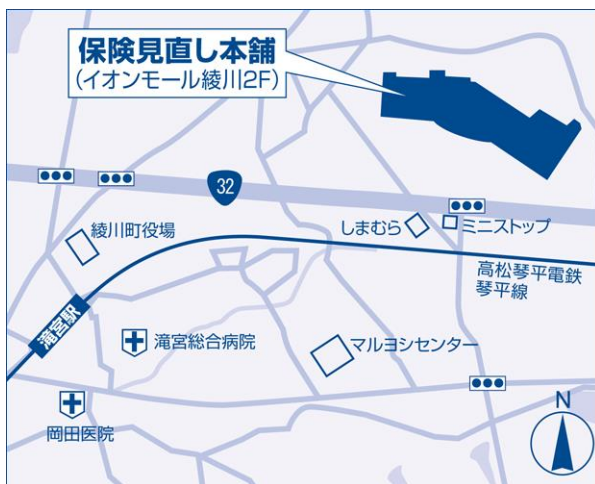 保険見直し本舗
(イオンモール綾川2F)
32
綾川町役場
しまむら
ミニストップ
高松琴平電鉄
琴平線
滝宮駅
滝宮総合病院
マルヨシセンター
岡田医院
N